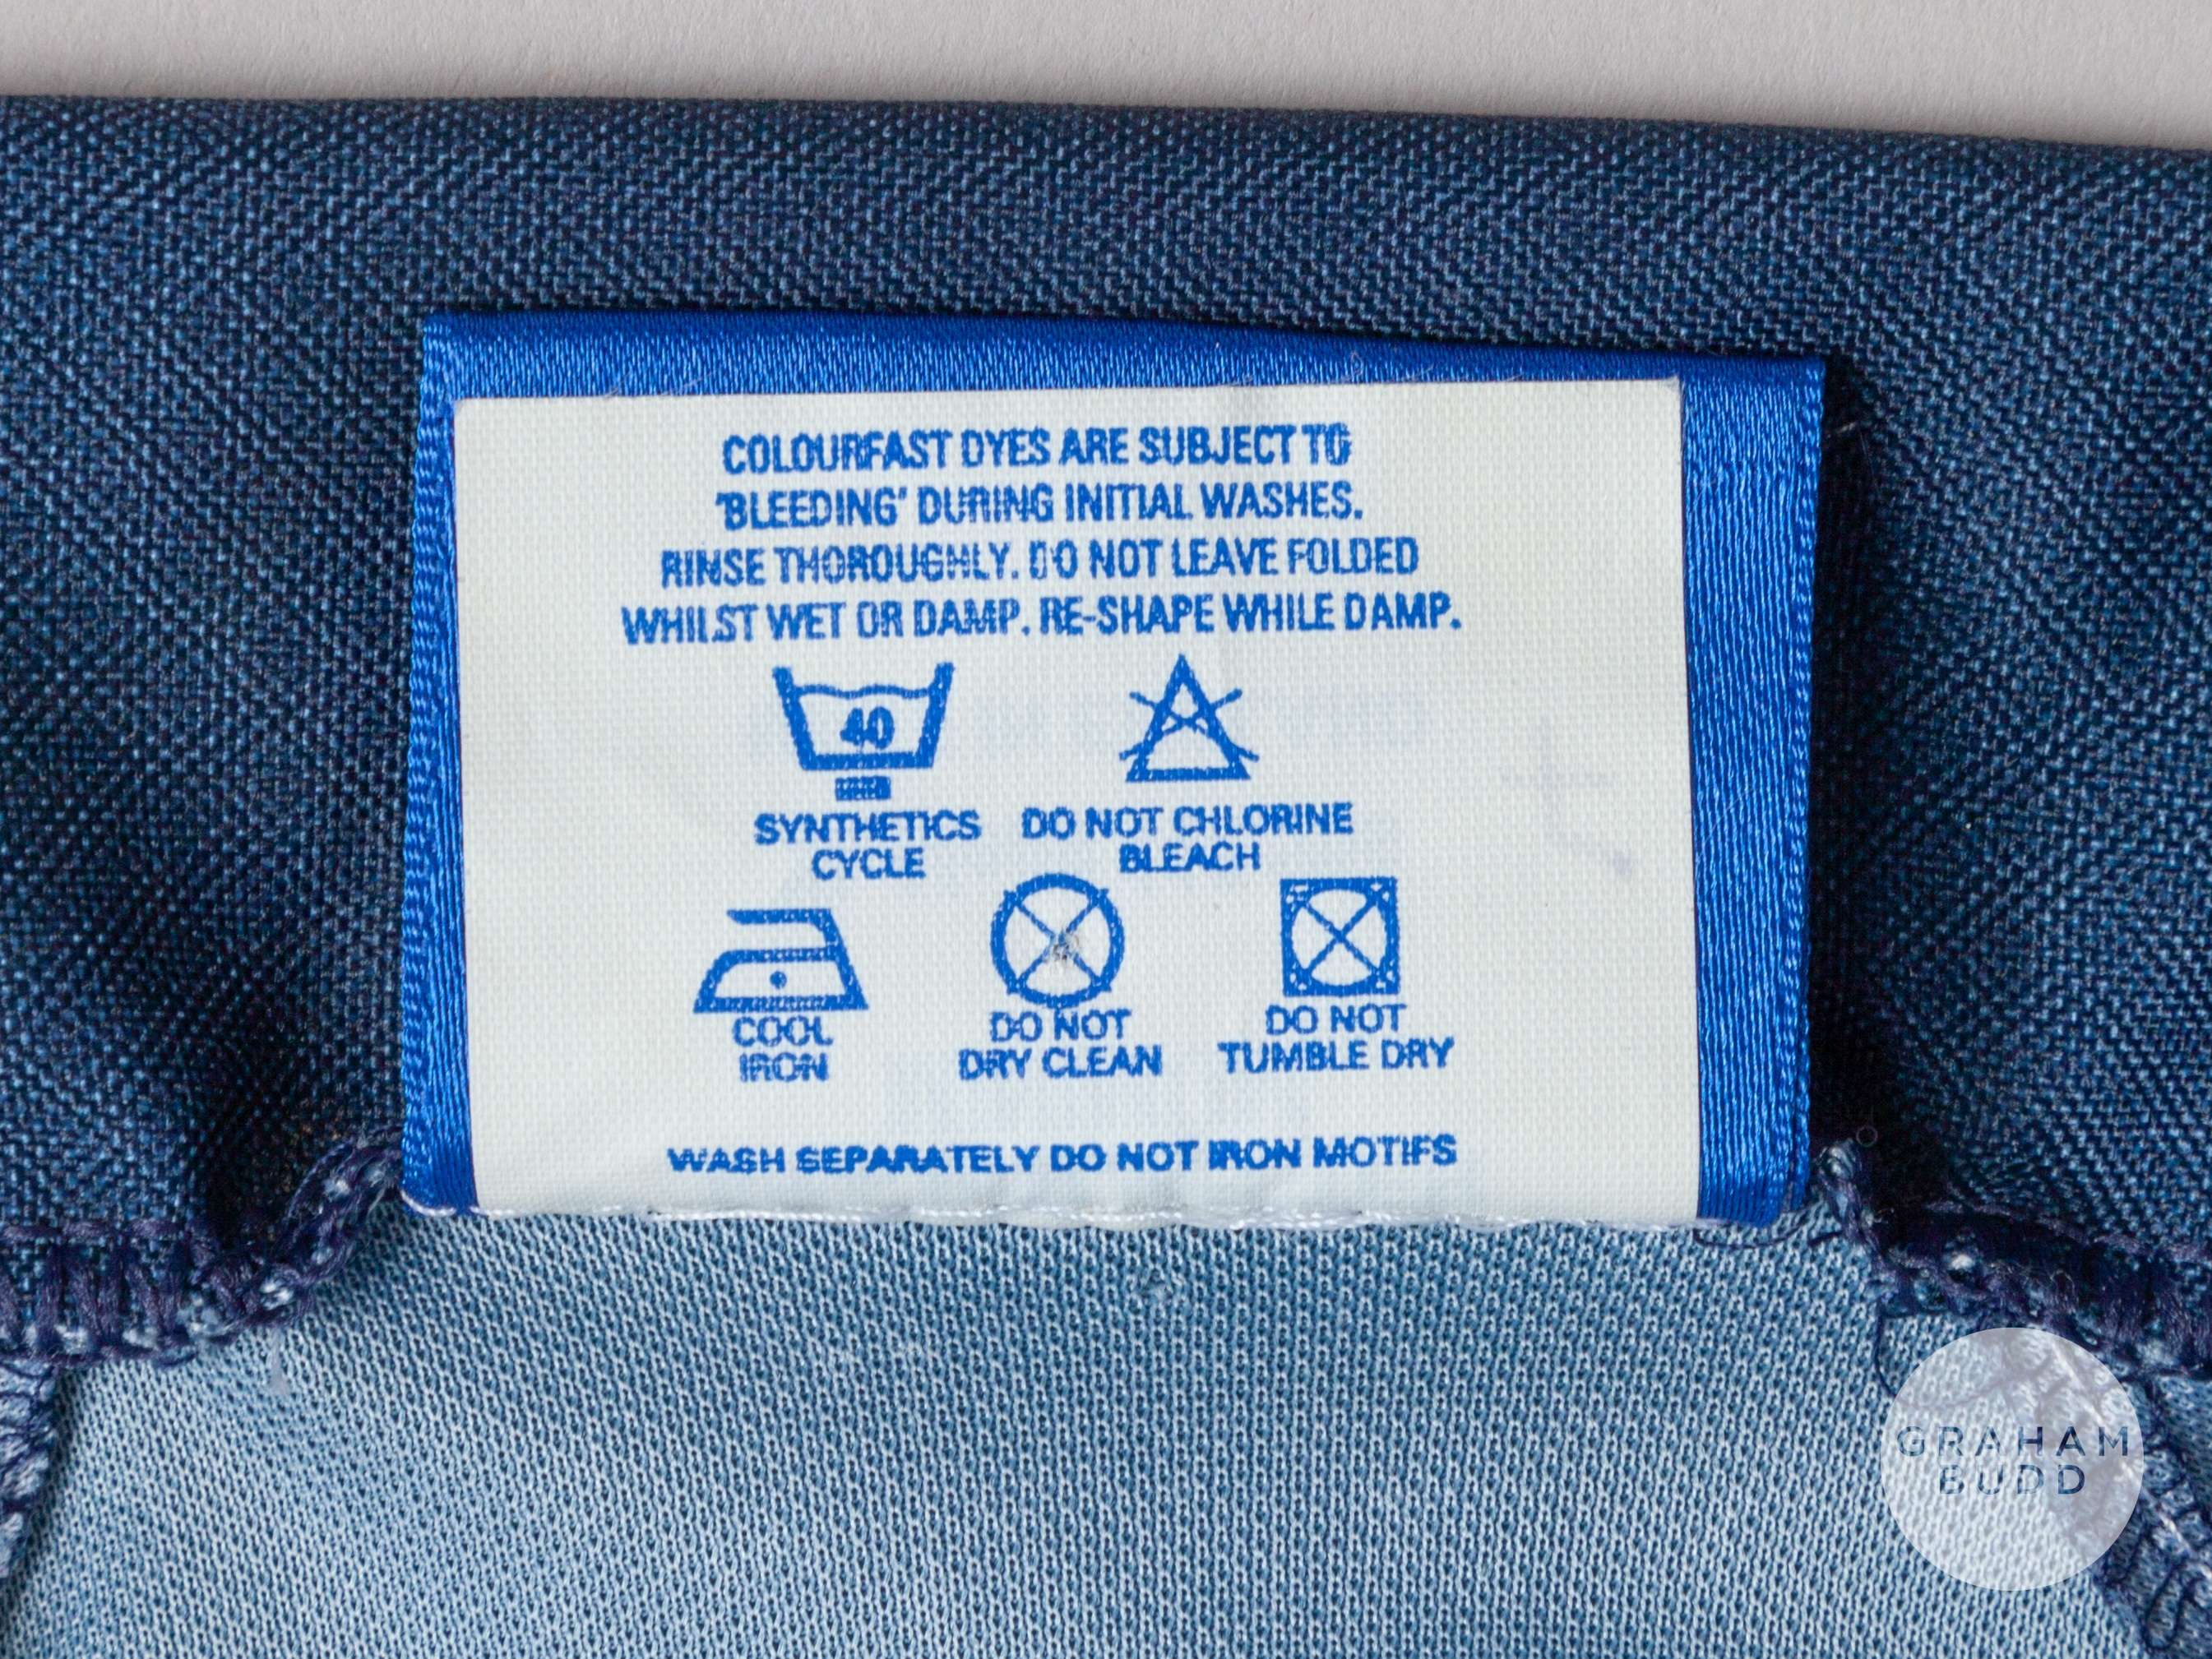 COLOURFAST DYES ARE SUBJECT TO
'BLEEDING' DURING INITIAL WASHES.
RINSE THOROUGHLY. DO NOT LEAVE FOLDED
WHILST WET OR DAMP. RE-SHAPE WHILE DAMP.
40
SYNTHETICS
CYCLE
DO NOT CHLORINE
BLEACH
COOL
IRON
DO NOT
DRY CLEAN
DO NOT
TUMBLE DRY
WASH SEPARATELY DO NOT IRON MOTIFS
GRAHAM
BUDD